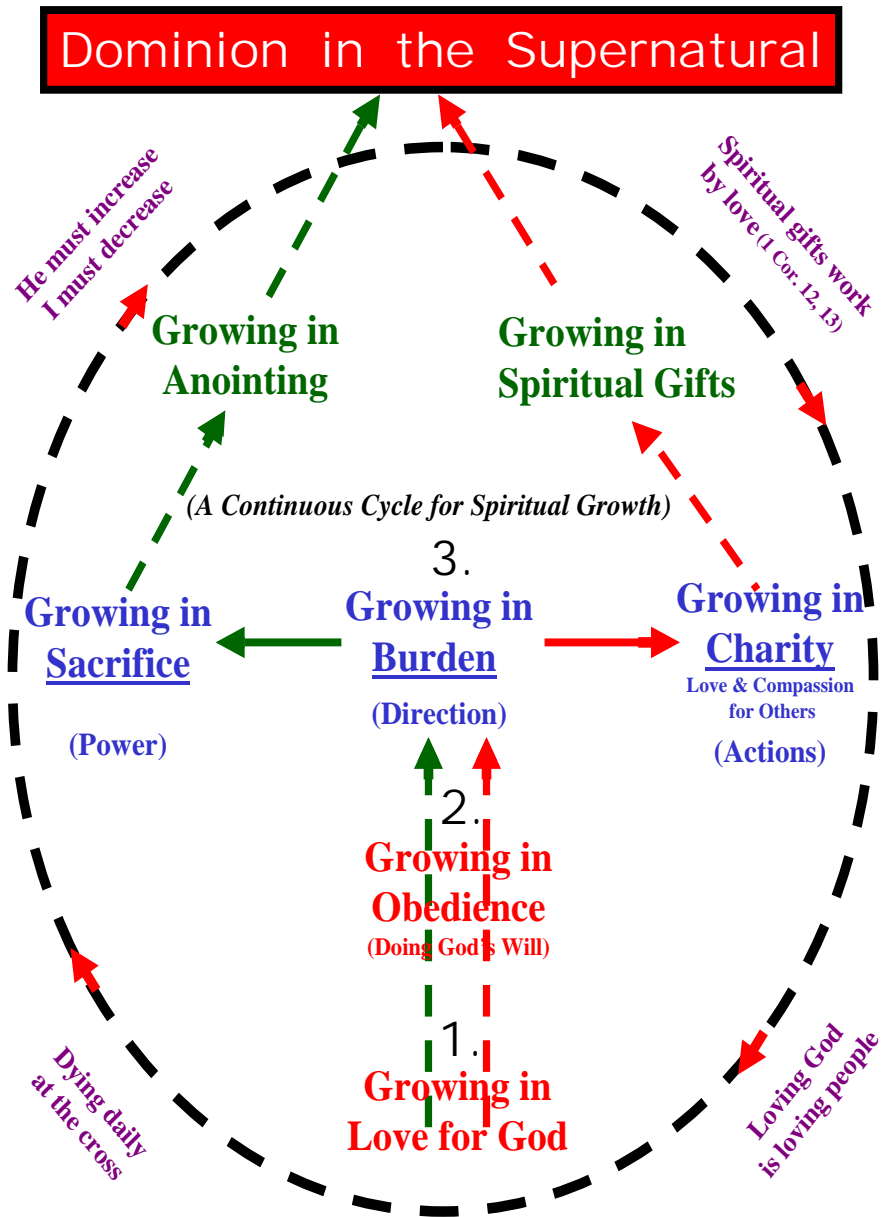 Dominion in the Supernatural
He must increase
I must decrease
Spiritual gifts work
by love (1 Cor. 12, 13)
Growing in
Anointing
Growing in
Spiritual Gifts
(A Continuous Cycle for Spiritual Growth)
Growing in
Sacrifice
(Power)
3.
Growing in
Burden
(Direction)
Growing in
Charity
Love & Compassion
for Others
(Actions)
2.
Growing in
Obedience
(Doing God's Will)
1.
Growing in
Love for God
Dying daily
at the cross
Loving God
is loving people